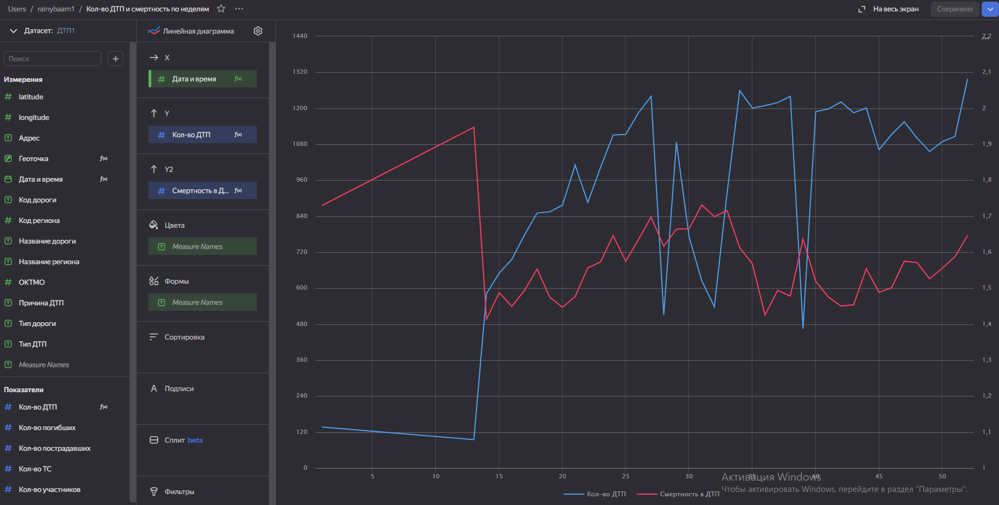 Users / rainybaam1 / Кол-во ДТП и смертность по неделям
На весь экран
Сохранено
Датасет: ДТП1
Поиск
Измерения
latitude
longitude
Адрес
Геоточка f(x)
Дата и время f(x)
Код дороги
Код региона
Название дороги
Название региона
ОКТМО
Причина ДТП
Тип дороги
Тип ДТП
Measure Names
Показатели
Кол-во ДТП f(x)
Кол-во погибших
Кол-во пострадавших
Кол-во ТС
Кол-во участников
Линейная диаграмма
X
Дата и время f(x)
Y
Кол-во ДТП f(x)
Y2
Смертность в Д... f(x)
Цвета
Measure Names
Формы
Measure Names
Сортировка
Подписи
Сплит beta
Фильтры
1440
1320
1200
1080
960
840
720
600
480
360
240
120
0
2,2
2,1
2
1,9
1,8
1,7
1,6
1,5
1,4
1,3
1,2
1,1
1
5 10 15 20 25 30 35 40 45 50
Кол-во ДТП Смертность в ДТП
Активация Windows
Чтобы активировать Windows, перейдите в раздел "Параметры".